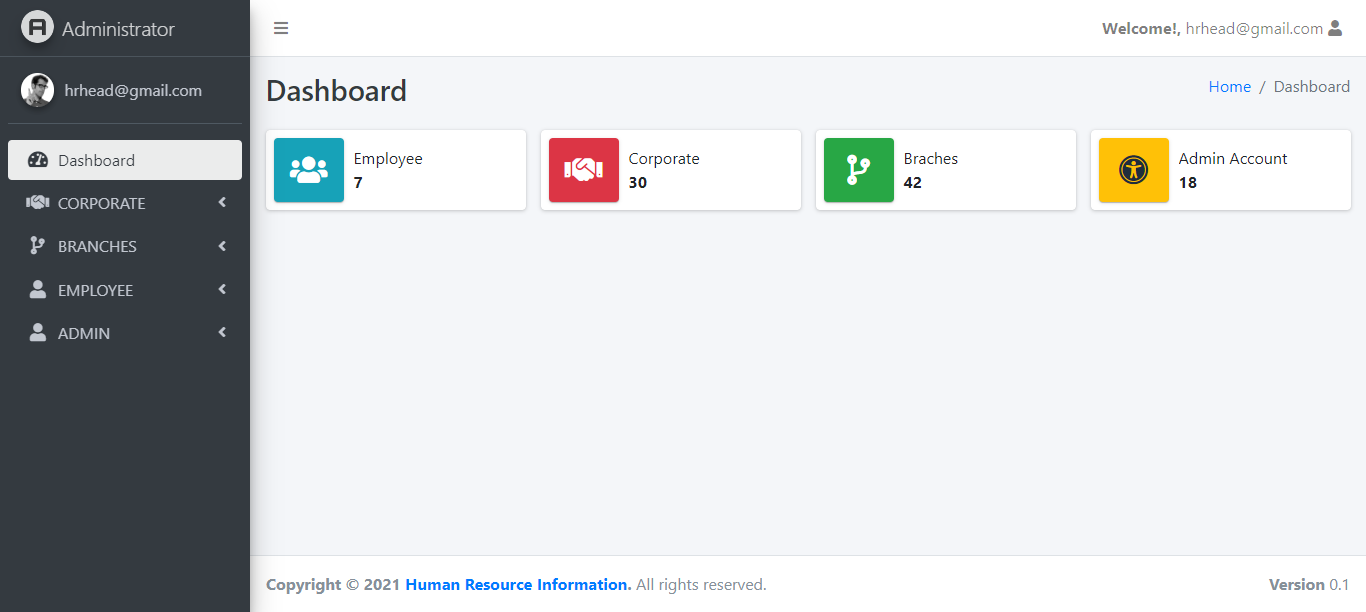 Administrator
Welcome!, hrhead@gmail.com
hrhead@gmail.com
Dashboard
Home / Dashboard
Dashboard
CORPORATE
BRANCHES
EMPLOYEE
ADMIN
Employee
7
Corporate
30
Braches
42
Admin Account
18
Copyright © 2021 Human Resource Information. All rights reserved.
Version 0.1